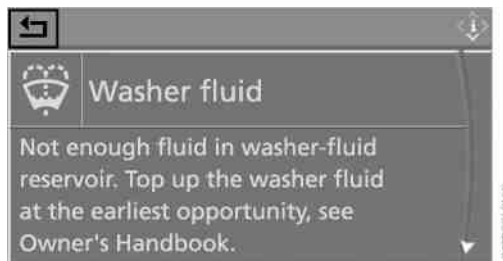 Washer fluid
Not enough fluid in washer-fluid
reservoir. Top up the washer fluid
at the earliest opportunity, see
Owner's Handbook.